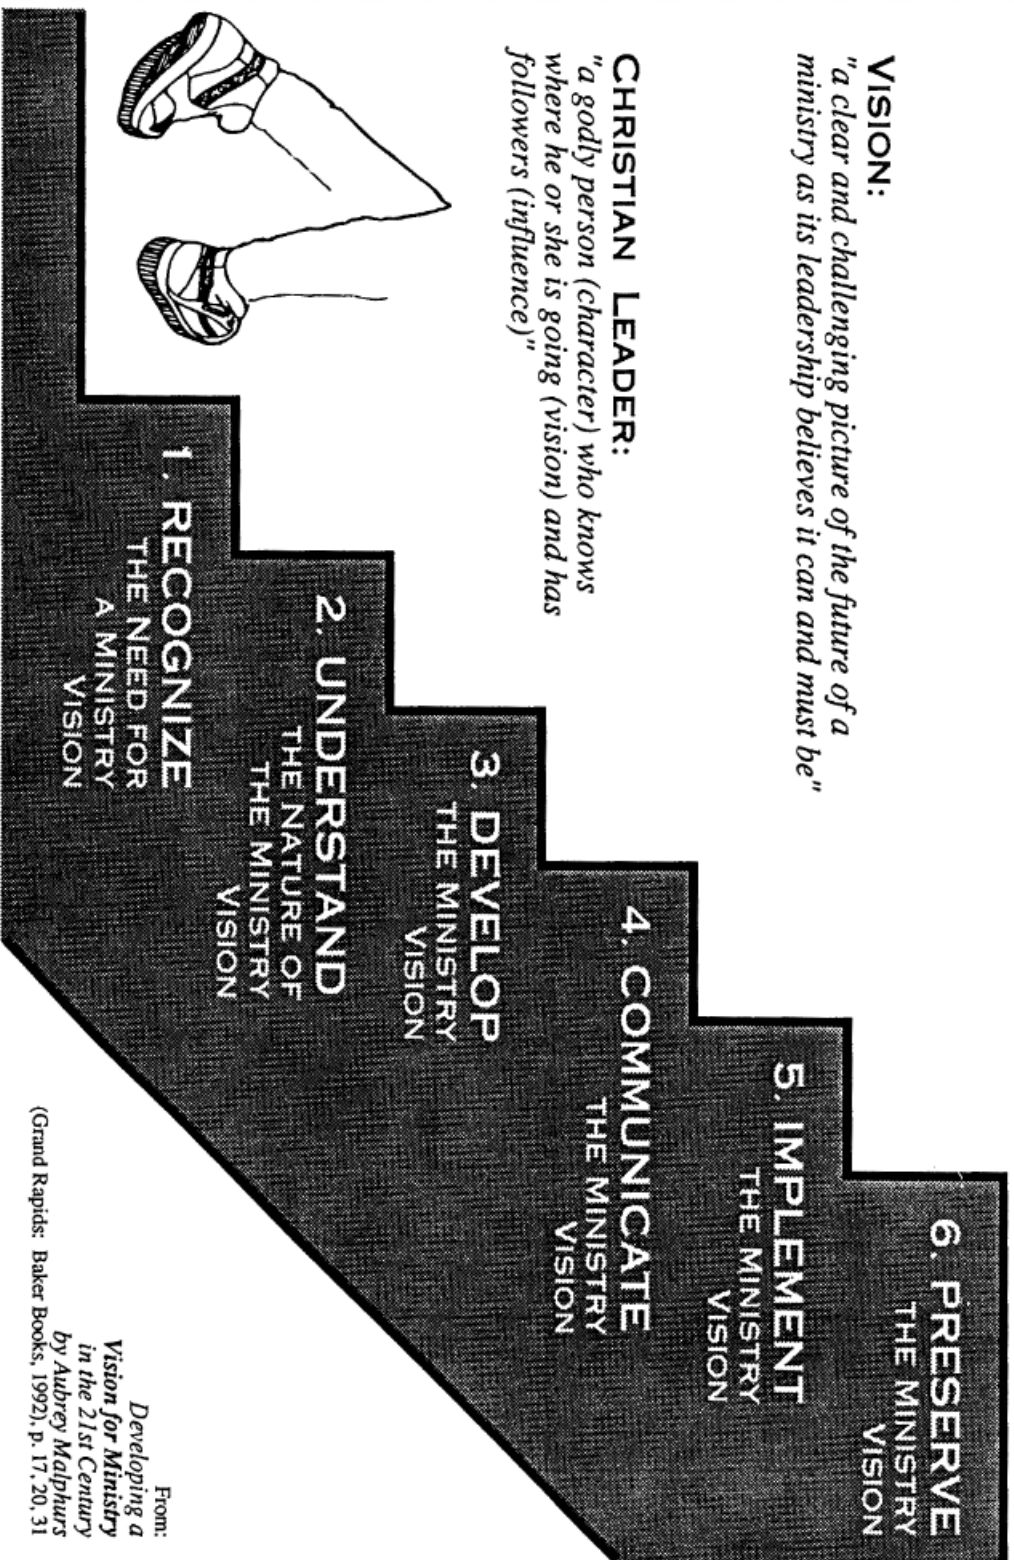 VISION:
"a clear and challenging picture of the future of a
ministry as its leadership believes it can and must be"
CHRISTIAN LEADER:
"a godly person (character) who knows
where he or she is going (vision) and has
followers (influence)"
1. RECOGNIZE
THE NEED FOR
A MINISTRY
VISION
2. UNDERSTAND
THE NATURE OF
THE MINISTRY
VISION
3. DEVELOP
THE MINISTRY
VISION
4. COMMUNICATE
THE MINISTRY
VISION
5. IMPLEMENT
THE MINISTRY
VISION
6. PRESERVE
THE MINISTRY
VISION
From:
Developing a
Vision for Ministry
in the 21st Century
by Aubrey Malphurs
(Grand Rapids: Baker Books, 1992), p. 17, 20, 31